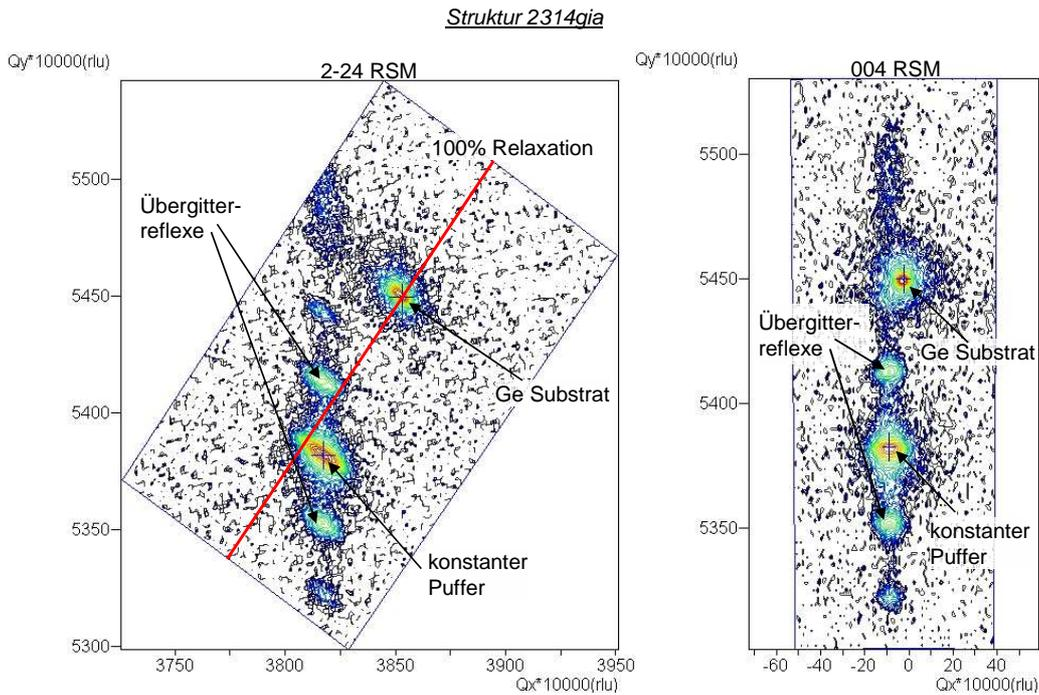 Struktur 2314gia
Qy*10000(rlu)
2-24 RSM
100% Relaxation
Übergitter-
reflexe
Ge Substrat
konstanter
Puffer
5500
5450
5400
5350
5300
3750
3800
3850
3900
3950
Qx*10000(rlu)
Qy*10000(rlu)
004 RSM
Übergitter-
reflexe
Ge Substrat
konstanter
Puffer
5500
5450
5400
5350
-60
-40
-20
0
20
40
Qx*10000(rlu)